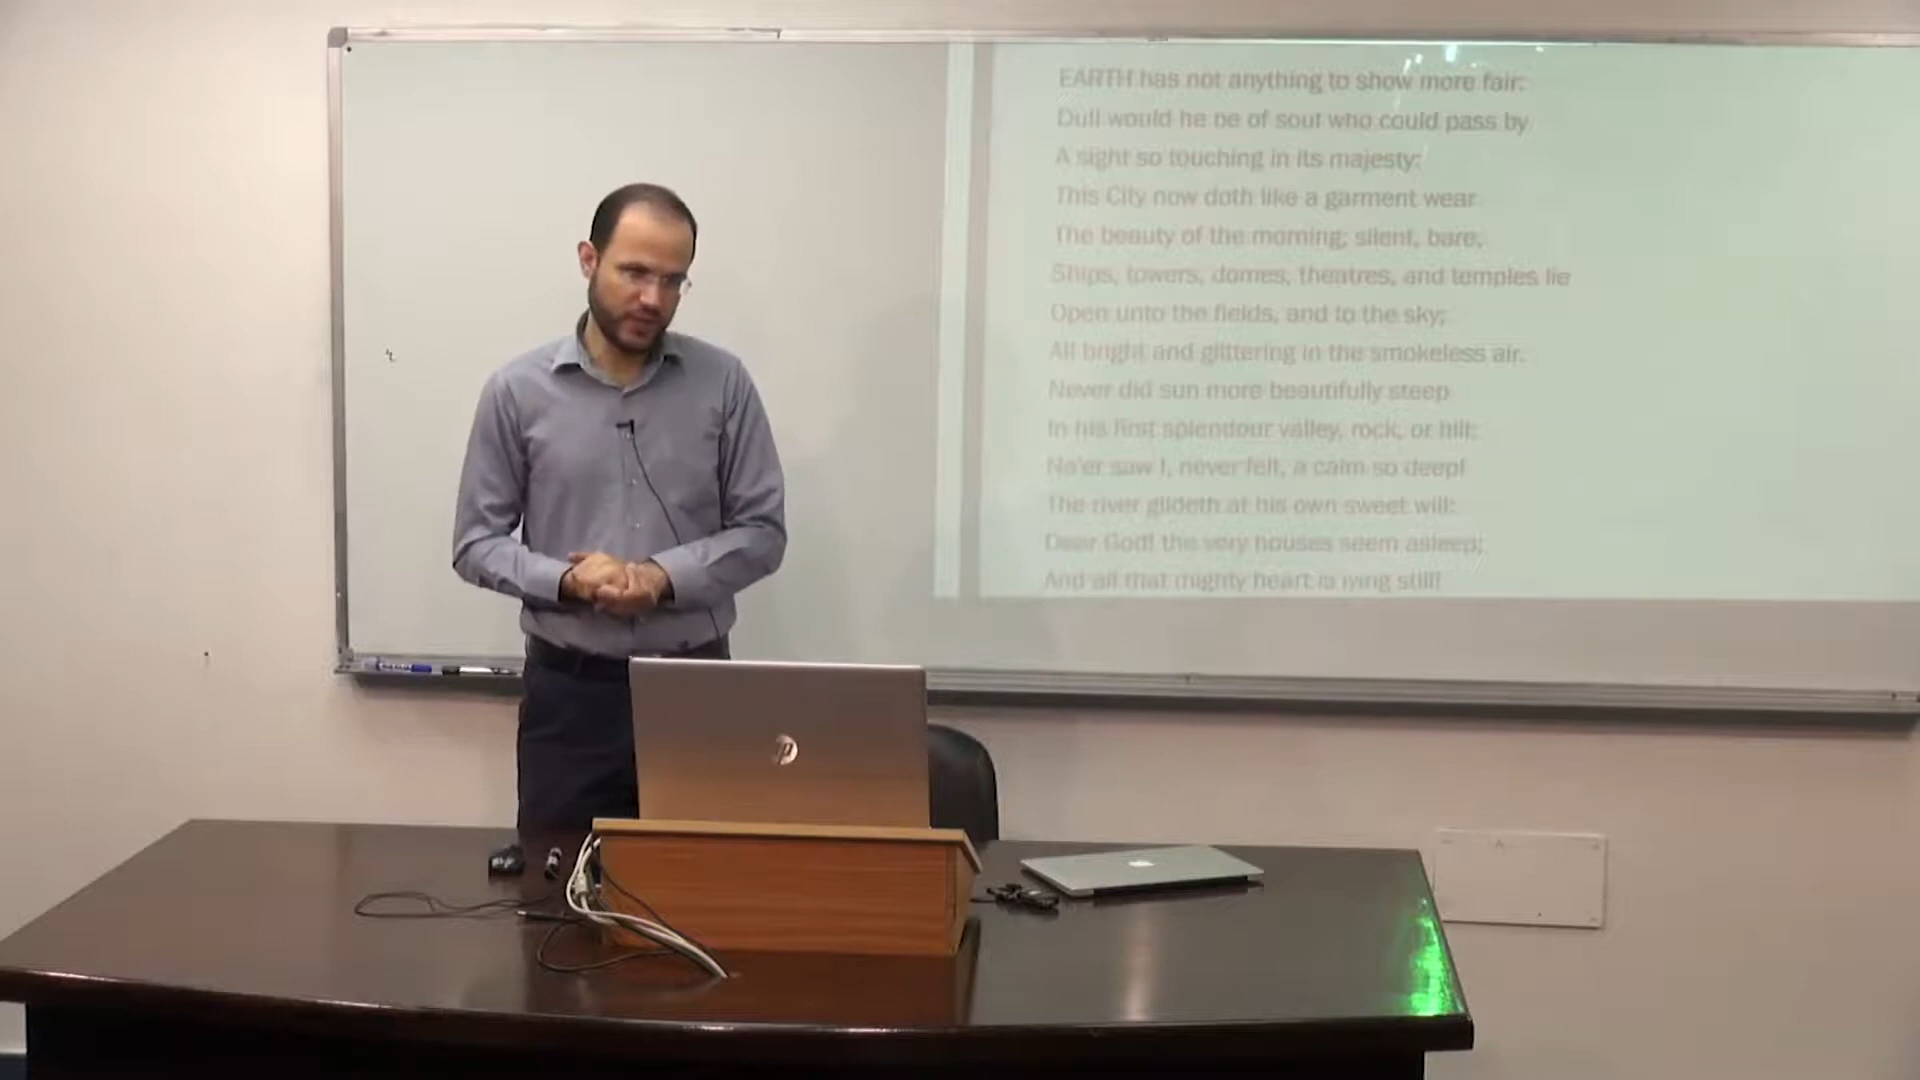 EARTH has not anything to show more fair:
Dull would he be of soul who could pass by
A sight so touching in its majesty:
This City now doth like a garment wear
The beauty of the morning; silent, bare,
Ships, towers, domes, theatres, and temples lie
Open unto the fields, and to the sky;
All bright and glittering in the smokeless air.
Never did sun more beautifully steep
In his first splendour valley, rock, or hill;
Ne'er saw I, never felt, a calm so deep!
The river glideth at his own sweet will:
Dear God! the very houses seem asleep;
And all that mighty heart is lying still!
hp